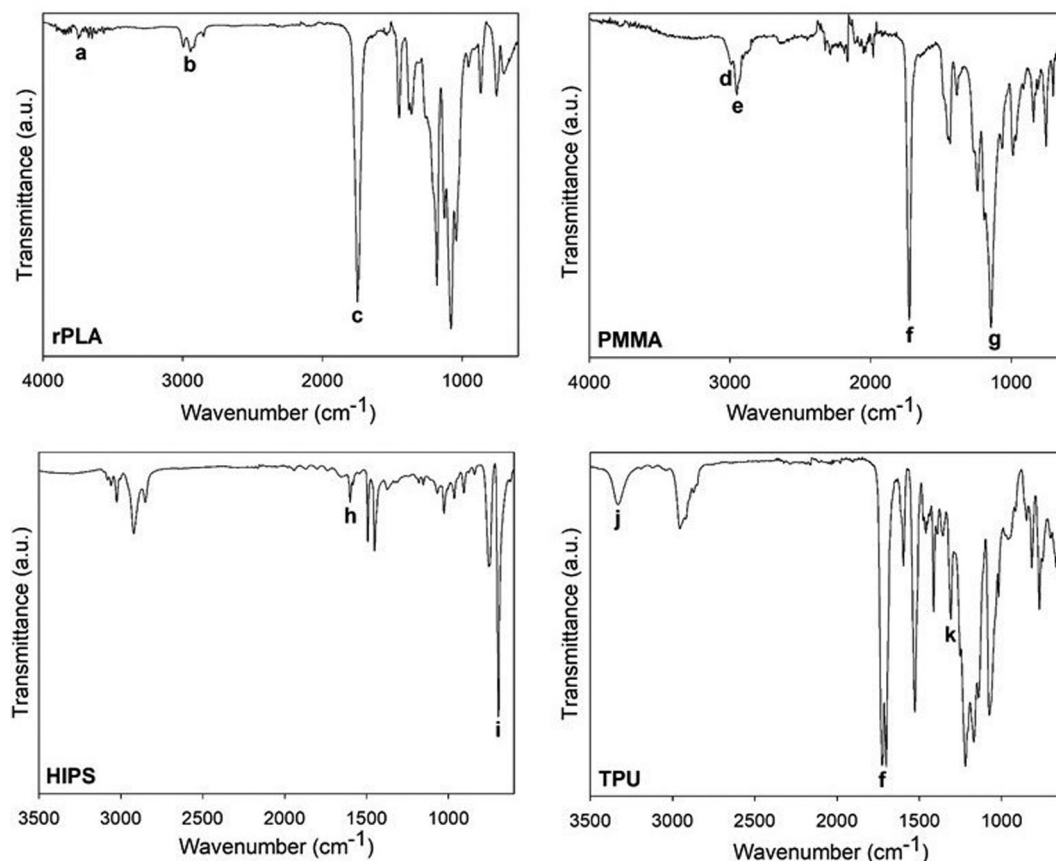 Transmittance (a.u.)
a
b
c
rPLA
4000
3000
2000
1000
Wavenumber (cm⁻¹)
Transmittance (a.u.)
d
e
f
g
PMMA
4000
3000
2000
1000
Wavenumber (cm⁻¹)
Transmittance (a.u.)
h
i
HIPS
3500
3000
2500
2000
1500
1000
Wavenumber (cm⁻¹)
Transmittance (a.u.)
j
k
f
TPU
3500
3000
2500
2000
1500
1000
Wavenumber (cm⁻¹)